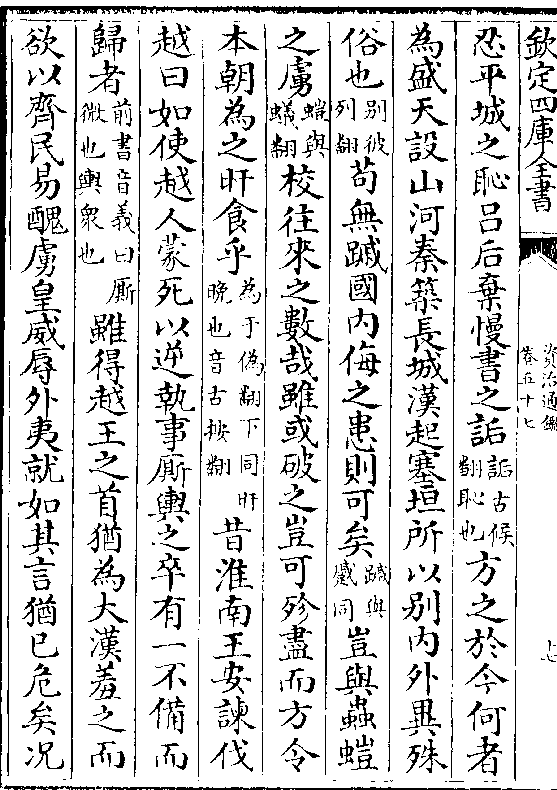 欽定四庫全書
資治通鑑
卷五十七
七
忍平城之恥呂后棄慢書之詬詬古候翻恥也方之於今何者
為盛天設山河秦築長城漢起塞垣所以别内外異殊
俗也别彼列翻苟無蹙國内侮之患則可矣蹙與蹴同豈與蟲螘
之虜螘與蟻翻校往來之數哉雖或破之豈可殄盡而方令
本朝為之旰食乎為于偽翻下同旰晚也音古按翻昔淮南王安諫伐
越曰如使越人蒙死以逆執事厮輿之卒有一不備而
歸者前書音義曰厮微也輿衆也雖得越王之首猶為大漢羞之而
欲以齊民易醜虜皇威辱外夷就如其言猶已危矣况